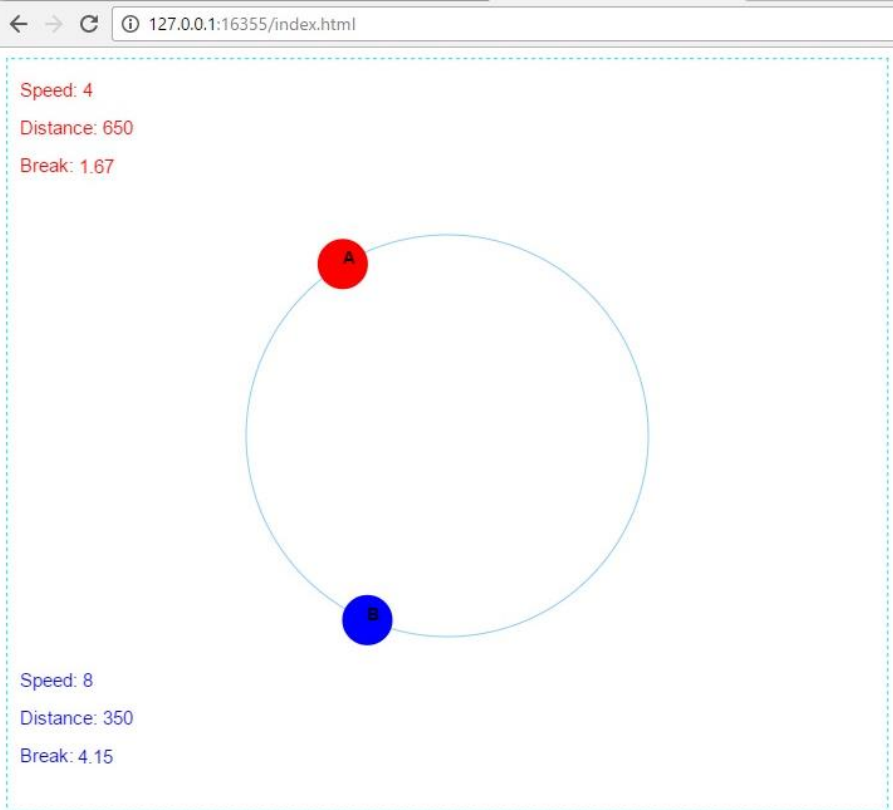 127.0.0.1:16355/index.html
Speed: 4
Distance: 650
Break: 1.67
A
B
Speed: 8
Distance: 350
Break: 4.15